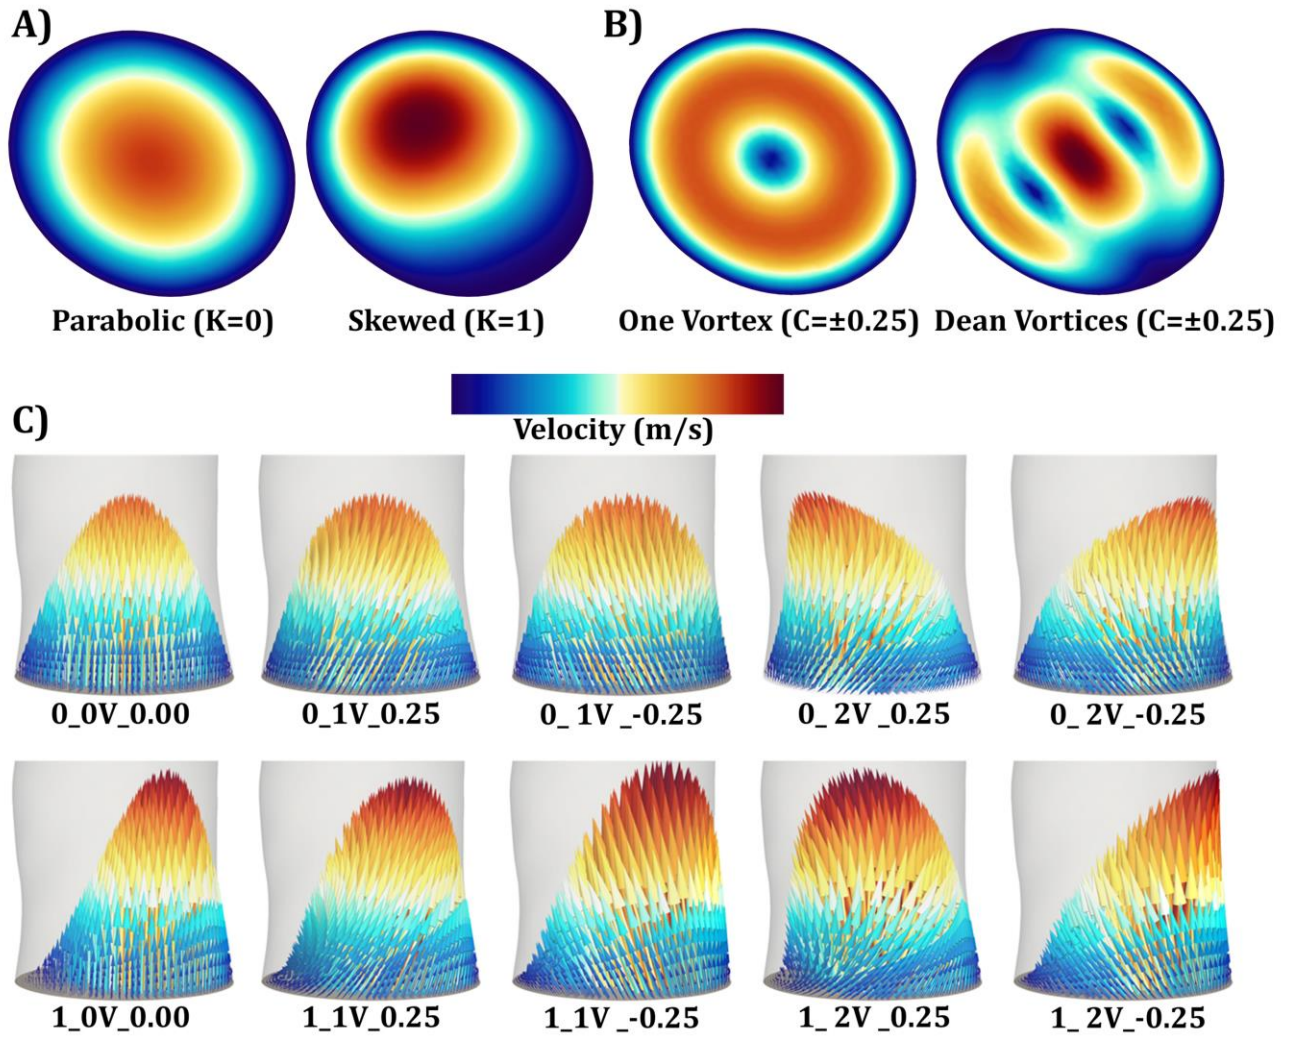 A)
B)
Parabolic (K=0)
Skewed (K=1)
One Vortex (C=±0.25)
Dean Vortices (C=±0.25)
Velocity (m/s)
C)
0_0V_0.00
0_1V_0.25
0_ 1V _-0.25
0_ 2V _0.25
0_ 2V_-0.25
1_0V_0.00
1_1V_0.25
1_1V _-0.25
1_ 2V_0.25
1_ 2V_-0.25